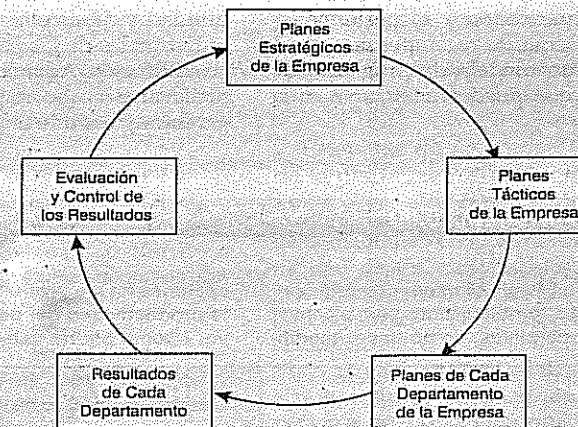 Planes
Estratégicos
de la Empresa
Planes
Tácticos
de la Empresa
Planes de Cada
Departamento
de la Empresa
Resultados
de Cada
Departamento
Evaluación
y Control de
los Resultados